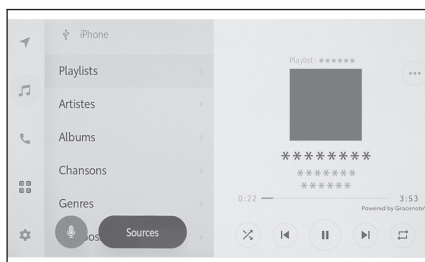 iPhone
Playlists
Artistes
Albums
Chansons
Genres
Sources
Playlist : ******
********
*******
******
0:22
3:53
Powered by Gracenote